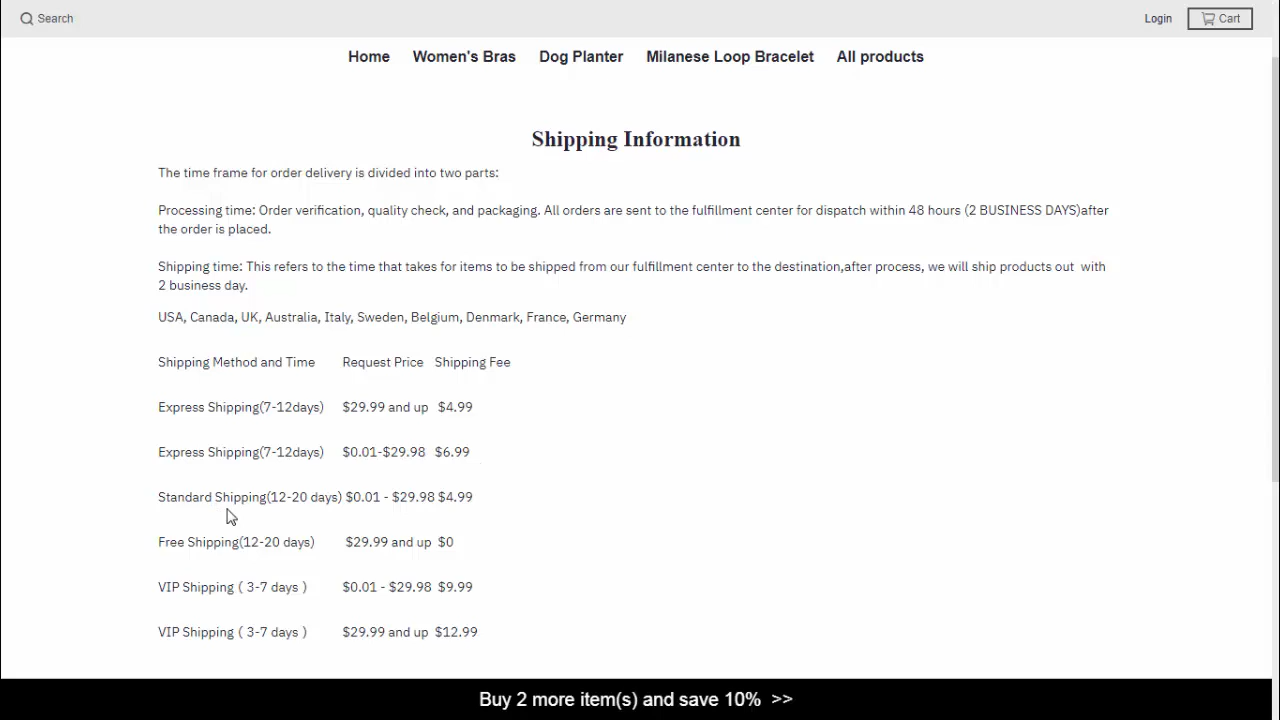 Search
Login
Cart
Home Women's Bras Dog Planter Milanese Loop Bracelet All products
Shipping Information
The time frame for order delivery is divided into two parts:
Processing time: Order verification, quality check, and packaging. All orders are sent to the fulfillment center for dispatch within 48 hours (2 BUSINESS DAYS)after
the order is placed.
Shipping time: This refers to the time that takes for items to be shipped from our fulfillment center to the destination,after process, we will ship products out with
2 business day.
USA, Canada, UK, Australia, Italy, Sweden, Belgium, Denmark, France, Germany
Shipping Method and Time Request Price Shipping Fee
Express Shipping(7-12days) $29.99 and up $4.99
Express Shipping(7-12days) $0.01-$29.98 $6.99
Standard Shipping(12-20 days) $0.01 - $29.98 $4.99
Free Shipping(12-20 days) $29.99 and up $0
VIP Shipping ( 3-7 days ) $0.01 - $29.98 $9.99
VIP Shipping ( 3-7 days ) $29.99 and up $12.99
Buy 2 more item(s) and save 10% >>